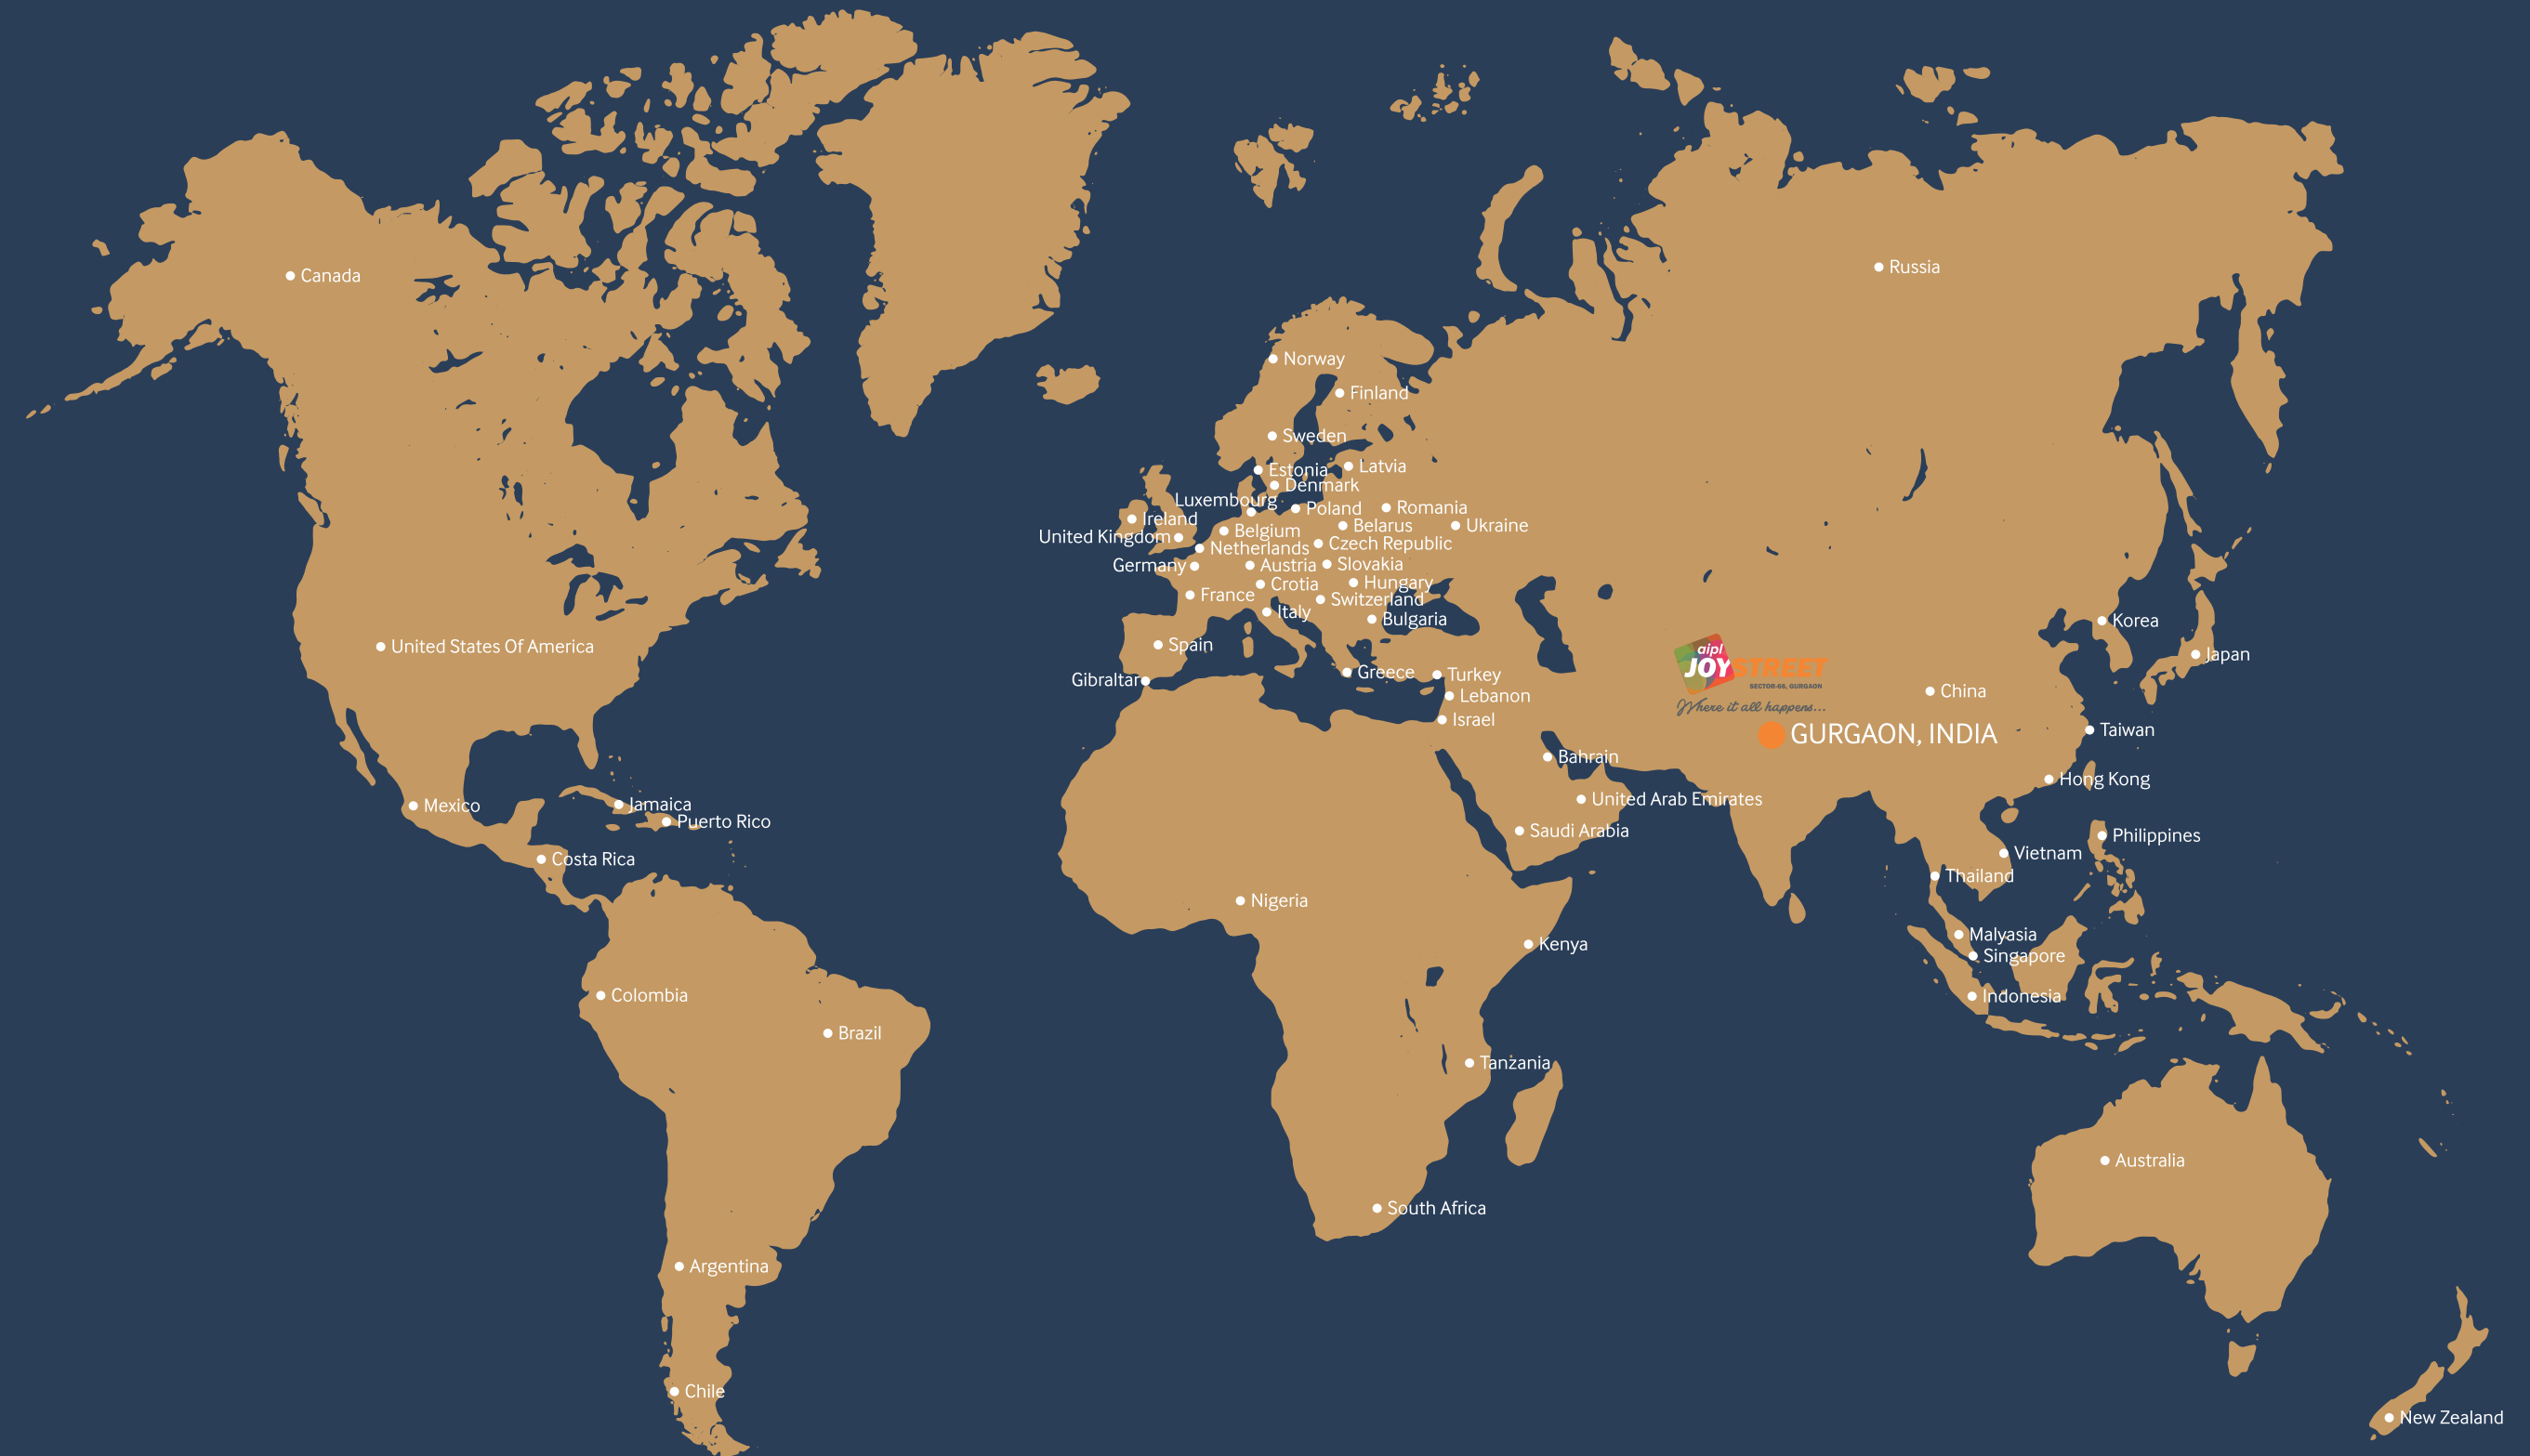 Canada
Russia
Norway
Finland
Sweden
Estonia
Latvia
Denmark
Luxembourg
Poland
Romania
Ireland
Belarus
Ukraine
United Kingdom
Belgium
Czech Republic
Netherlands
Germany
Austria
Slovakia
Crotia
Hungary
France
Switzerland
Italy
Bulgaria
Korea
United States Of America
Spain
aipl
JOYSTREET
SECTOR-66, GURGAON
Where it all happens...
Japan
Gibraltar
Greece
Turkey
Lebanon
China
Israel
GURGAON, INDIA
Taiwan
Bahrain
Hong Kong
United Arab Emirates
Mexico
Jamaica
Puerto Rico
Saudi Arabia
Philippines
Costa Rica
Vietnam
Thailand
Nigeria
Malyasia
Kenya
Singapore
Colombia
Indonesia
Brazil
Tanzania
Australia
South Africa
Argentina
Chile
New Zealand